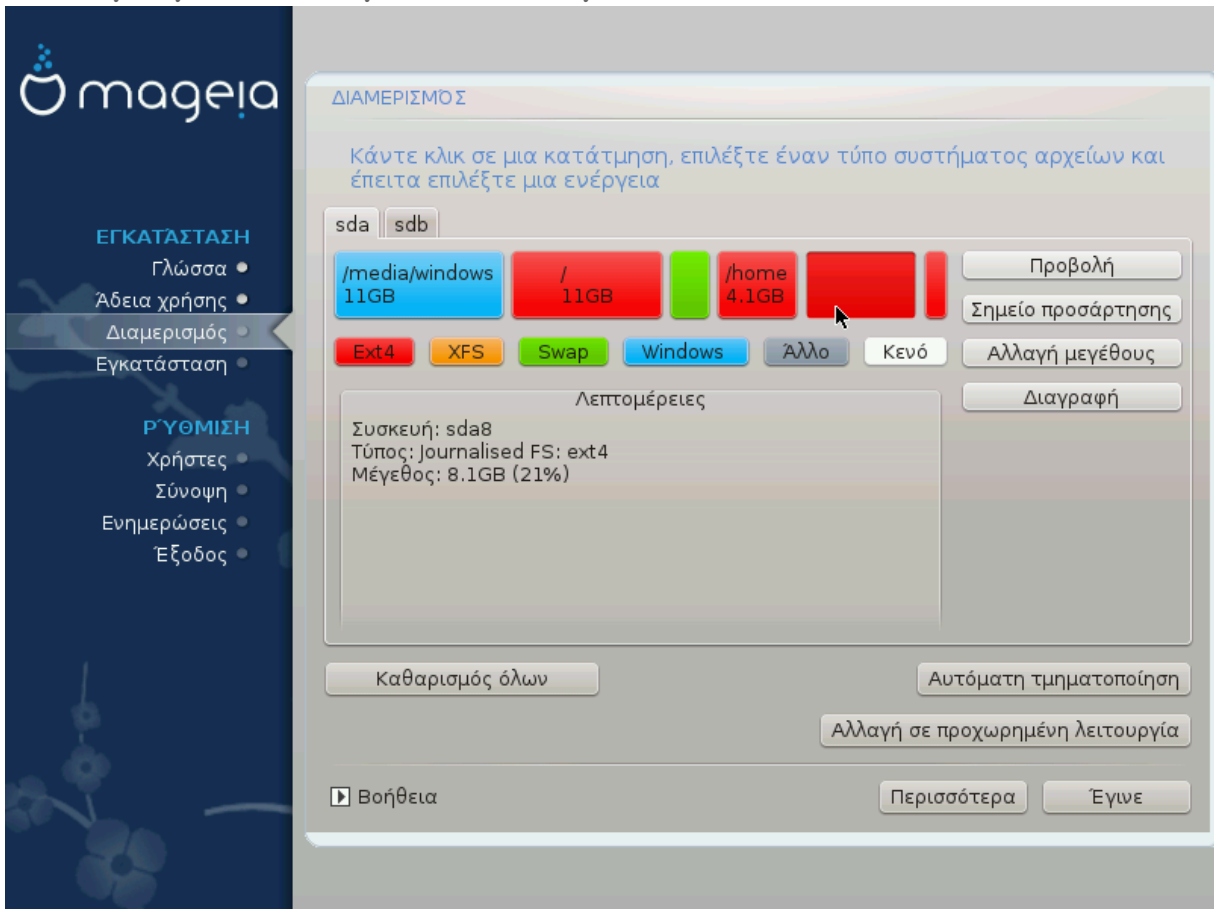 mageia
ΕΓΚΑΤΆΣΤΑΣΗ
Γλώσσα
Άδεια χρήσης
Διαμερισμός
Εγκατάσταση
ΡΎΘΜΙΣΗ
Χρήστες
Σύνοψη
Ενημερώσεις
Έξοδος
ΔΙΑΜΕΡΙΣΜΌΣ
Κάντε κλικ σε μια κατάτμηση, επιλέξτε έναν τύπο συστήματος αρχείων και
έπειτα επιλέξτε μια ενέργεια
sda sdb
/media/windows
11GB
/
11GB
/home
4.1GB
Ext4 XFS Swap Windows Άλλο Κενό
Προβολή
Σημείο προσάρτησης
Αλλαγή μεγέθους
Διαγραφή
Λεπτομέρειες
Συσκευή: sda8
Τύπος: Journalised FS: ext4
Μέγεθος: 8.1GB (21%)
Καθαρισμός όλων
Αυτόματη τμηματοποίηση
Αλλαγή σε προχωρημένη λειτουργία
Βοήθεια
Περισσότερα
Έγινε